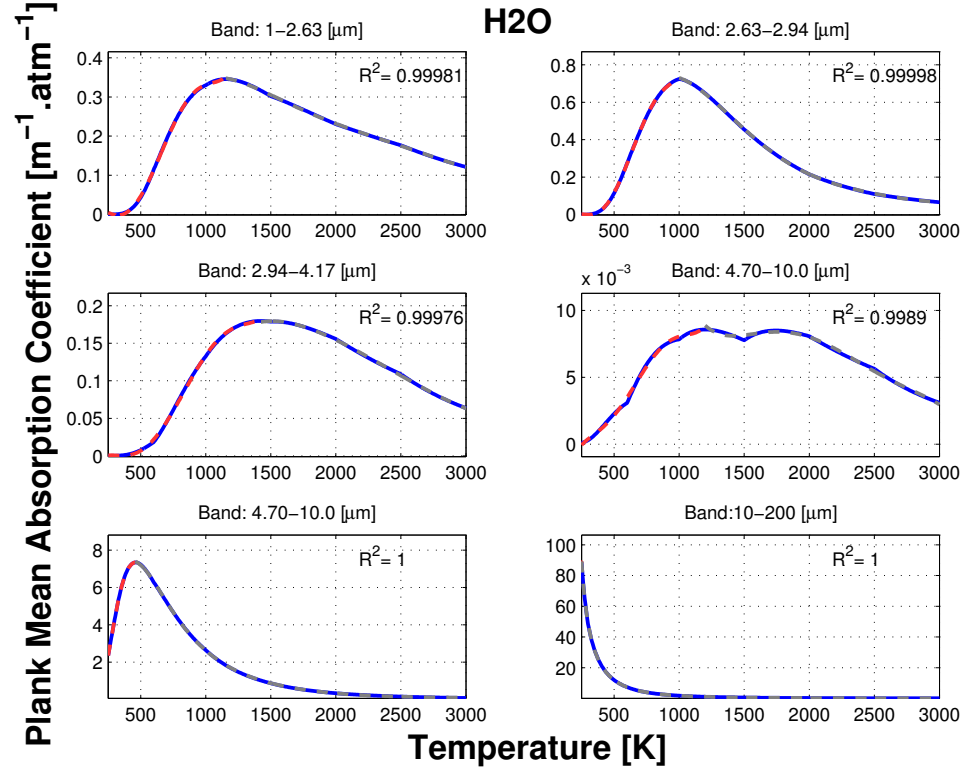 H2O
Plank Mean Absorption Coefficient [m⁻¹ .atm⁻¹]
Band: 1−2.63 [μm]
R²= 0.99981
0.4
0.3
0.2
0.1
0
500 1000 1500 2000 2500 3000
Band: 2.63−2.94 [μm]
R²= 0.99998
0.8
0.6
0.4
0.2
0
500 1000 1500 2000 2500 3000
Band: 2.94−4.17 [μm]
R²= 0.99976
0.2
0.15
0.1
0.05
0
500 1000 1500 2000 2500 3000
Band: 4.70−10.0 [μm]
x 10⁻³
R²= 0.9989
10
5
0
500 1000 1500 2000 2500 3000
Band: 4.70−10.0 [μm]
R²= 1
8
6
4
2
500 1000 1500 2000 2500 3000
Band:10−200 [μm]
R²= 1
100
80
60
40
20
500 1000 1500 2000 2500 3000
Temperature [K]